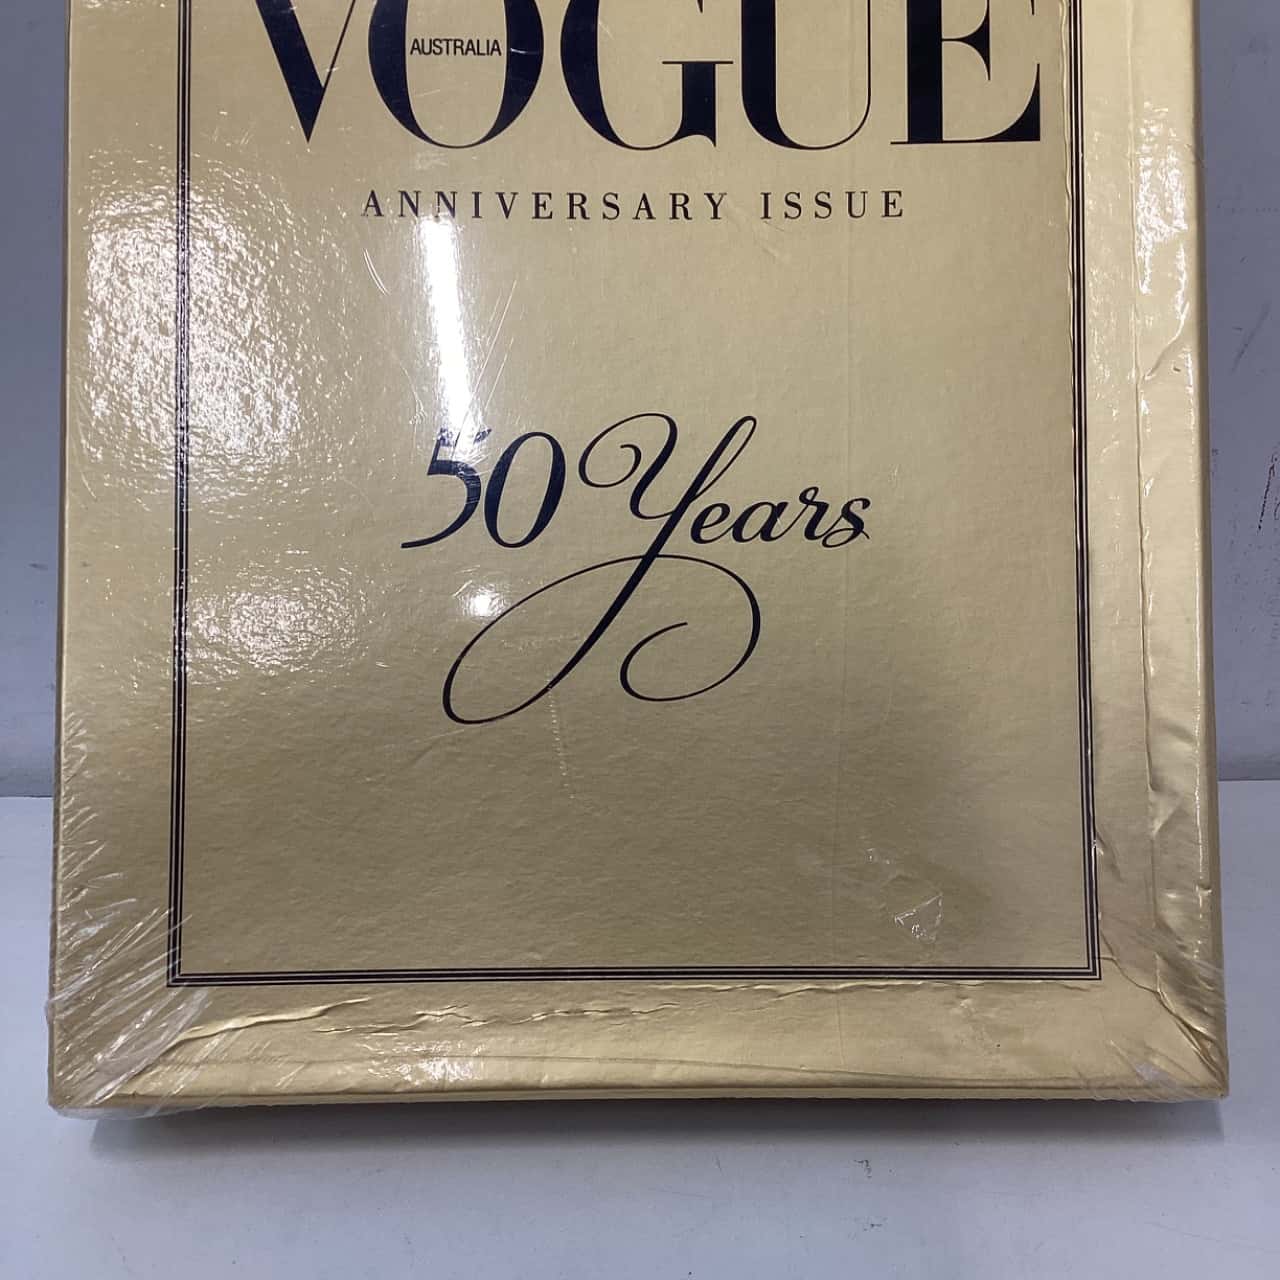 VOGUE
AUSTRALIA
ANNIVERSARY ISSUE
50 Years